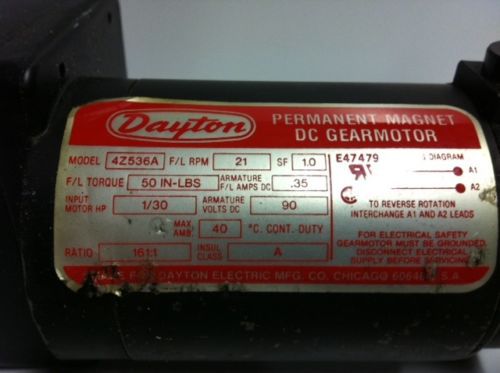 Dayton
PERMANENT MAGNET
DC GEARMOTOR
MODEL 4Z536A F/L RPM 21 SF 1.0
F/L TORQUE 50 IN-LBS ARMATURE F/L AMPS DC .35
INPUT MOTOR HP 1/30 ARMATURE VOLTS DC 90
MAX. AMB. 40 °C. CONT. DUTY
RATIO 161:1 INSUL CLASS A
E47479 DIAGRAM
A1
A2
TO REVERSE ROTATION
INTERCHANGE A1 AND A2 LEADS
FOR ELECTRICAL SAFETY
GEARMOTOR MUST BE GROUNDED.
DISCONNECT ELECTRICAL
SUPPLY BEFORE SERVICING
FOR DAYTON ELECTRIC MFG. CO. CHICAGO